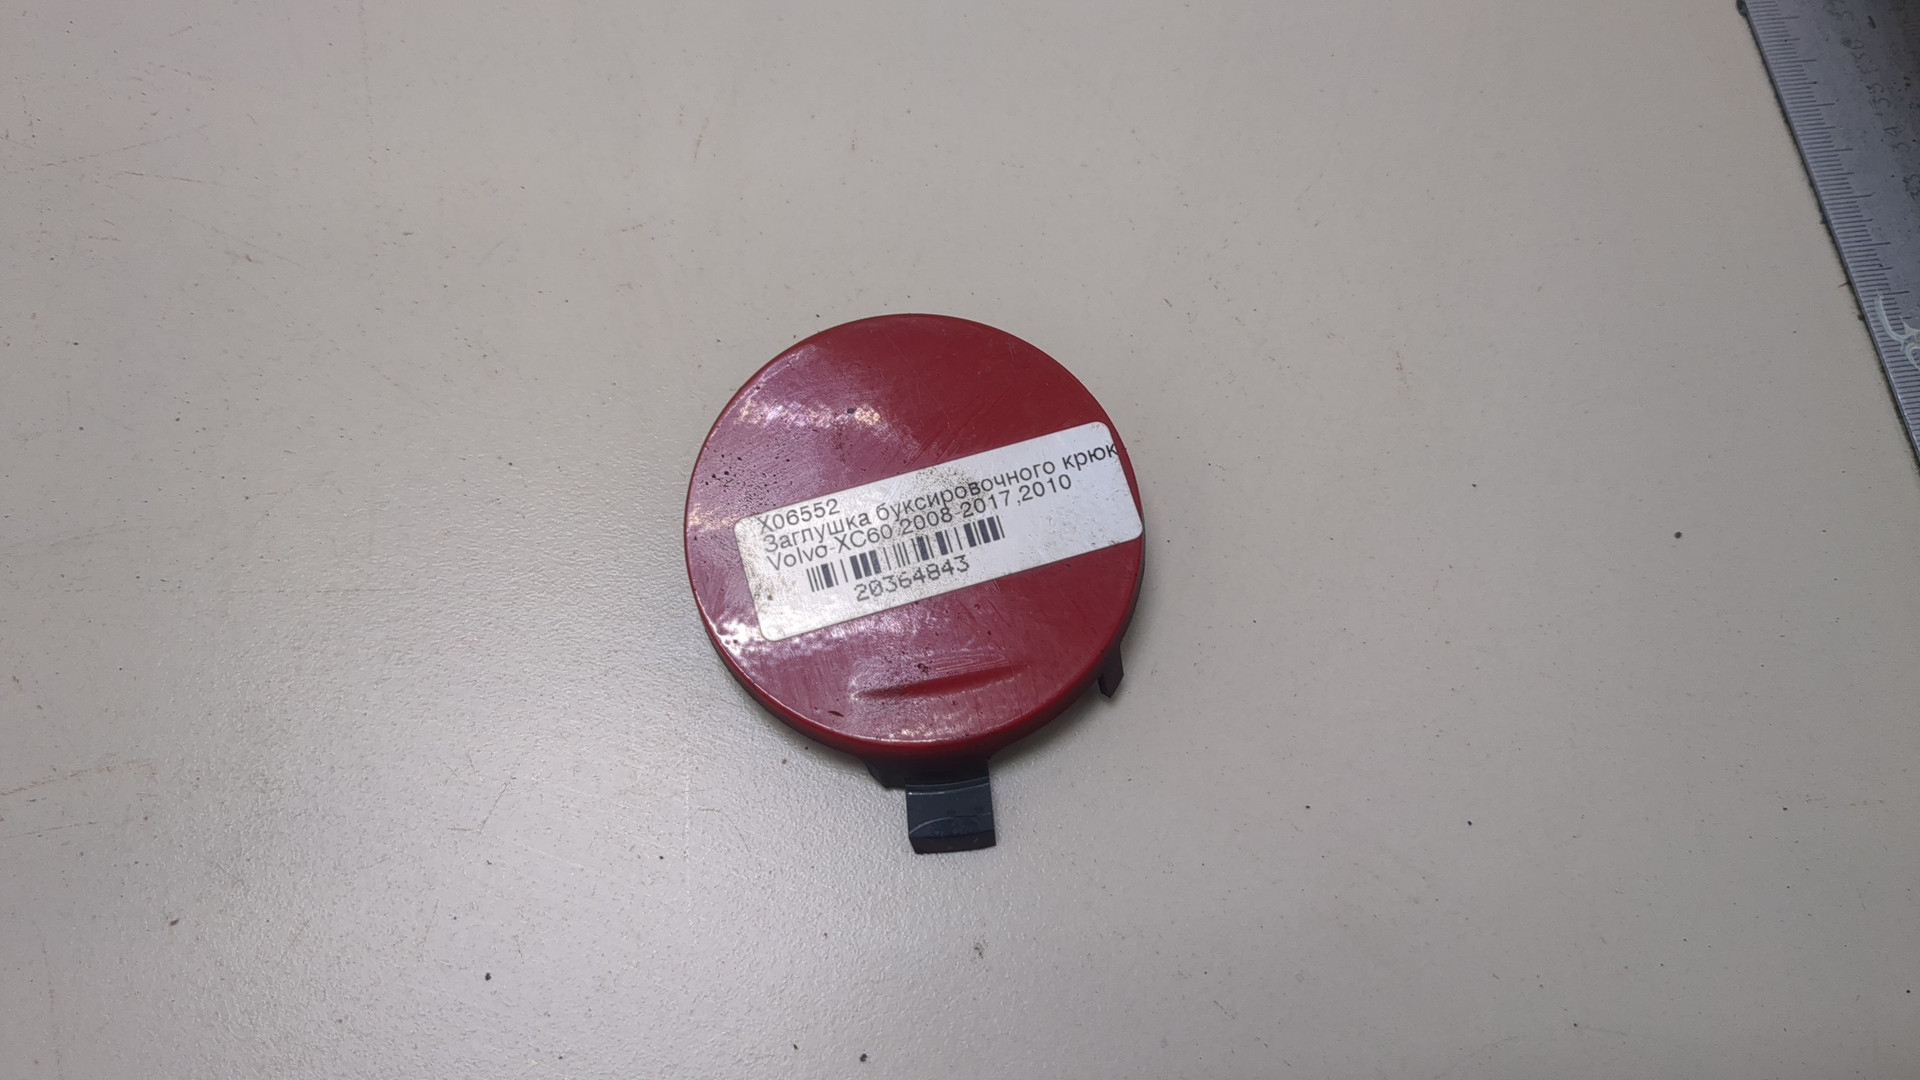 X06552
Заглушка буксировочного крюк
Volvo-XC60 2008-2017,2010
20364843